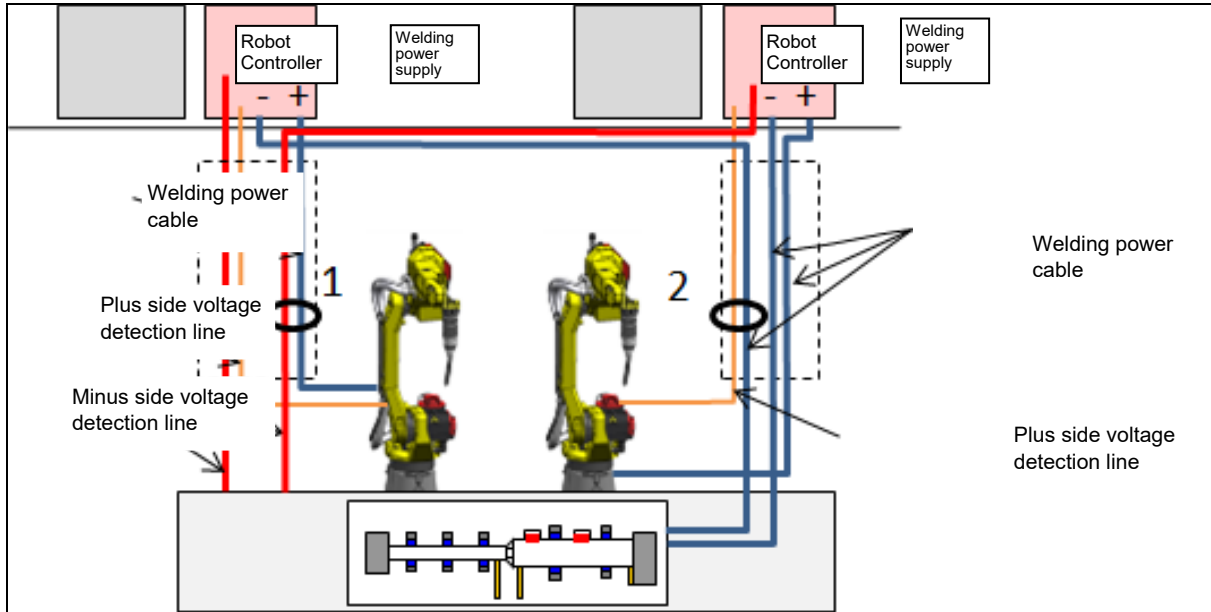 Robot
Controller
Welding
power
supply
Robot
Controller
Welding
power
supply
- +
- +
Welding power
cable
1
2
Welding power
cable
Plus side voltage
detection line
Minus side voltage
detection line
Plus side voltage
detection line